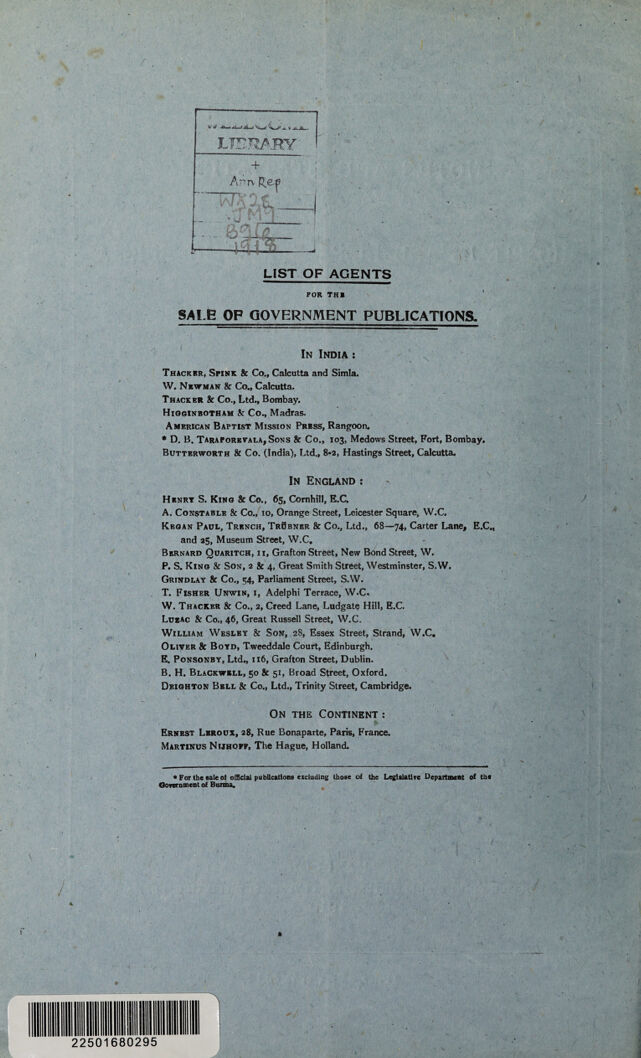 LIBRARY
+
Ann Rep
WX28
.JM9
B96
1918
LIST OF AGENTS
FOR THE
SALE OF GOVERNMENT PUBLICATIONS.
IN INDIA :
THACKER, SPINK & Co., Calcutta and Simla.
W. NEWMAN & Co., Calcutta.
THACKER & Co., Ltd., Bombay.
HIGGINBOTHAM & Co., Madras.
AMERICAN BAPTIST MISSION PRESS, Rangoon.
* D. B. TARAPOREVALA, SONS & Co., 103, Medows Street, Fort, Bombay.
BUTTERWORTH & Co. (India), Ltd., 8-2, Hastings Street, Calcutta.
IN ENGLAND :
HENRY S. KING & Co., 65, Cornhill, E.C.
A. CONSTABLE & Co., 10, Orange Street, Leicester Square, W.C.
KEGAN PAUL, TRENCH, TRÜBNER & Co., Ltd., 68—74, Carter Lane, E.C.,
and 25, Museum Street, W.C.
BERNARD QUARITCH, 11, Grafton Street, New Bond Street, W.
P. S. KING & SON, 2 & 4, Great Smith Street, Westminster, S.W.
GRINDLAY & Co., 54, Parliament Street, S.W.
T. FISHER UNWIN, 1, Adelphi Terrace, W.C.
W. THACKER & Co., 2, Creed Lane, Ludgate Hill, E.C.
LUZAC & Co., 46, Great Russell Street, W.C.
WILLIAM WESLEY & SON, 28, Essex Street, Strand, W.C.
OLIVER & BOYD, Tweeddale Court, Edinburgh.
E. PONSONBY, Ltd., 116, Grafton Street, Dublin.
B. H. BLACKWELL, 50 & 51, Broad Street, Oxford.
DEIGHTON BELL & Co., Ltd., Trinity Street, Cambridge.
ON THE CONTINENT :
ERNEST LEROUX, 28, Rue Bonaparte, Paris, France.
MARTINUS NIJHOFF, The Hague, Holland.
* For the sale of official publications excluding those of the Legislative Department of the
Government of Burma.
22501680295